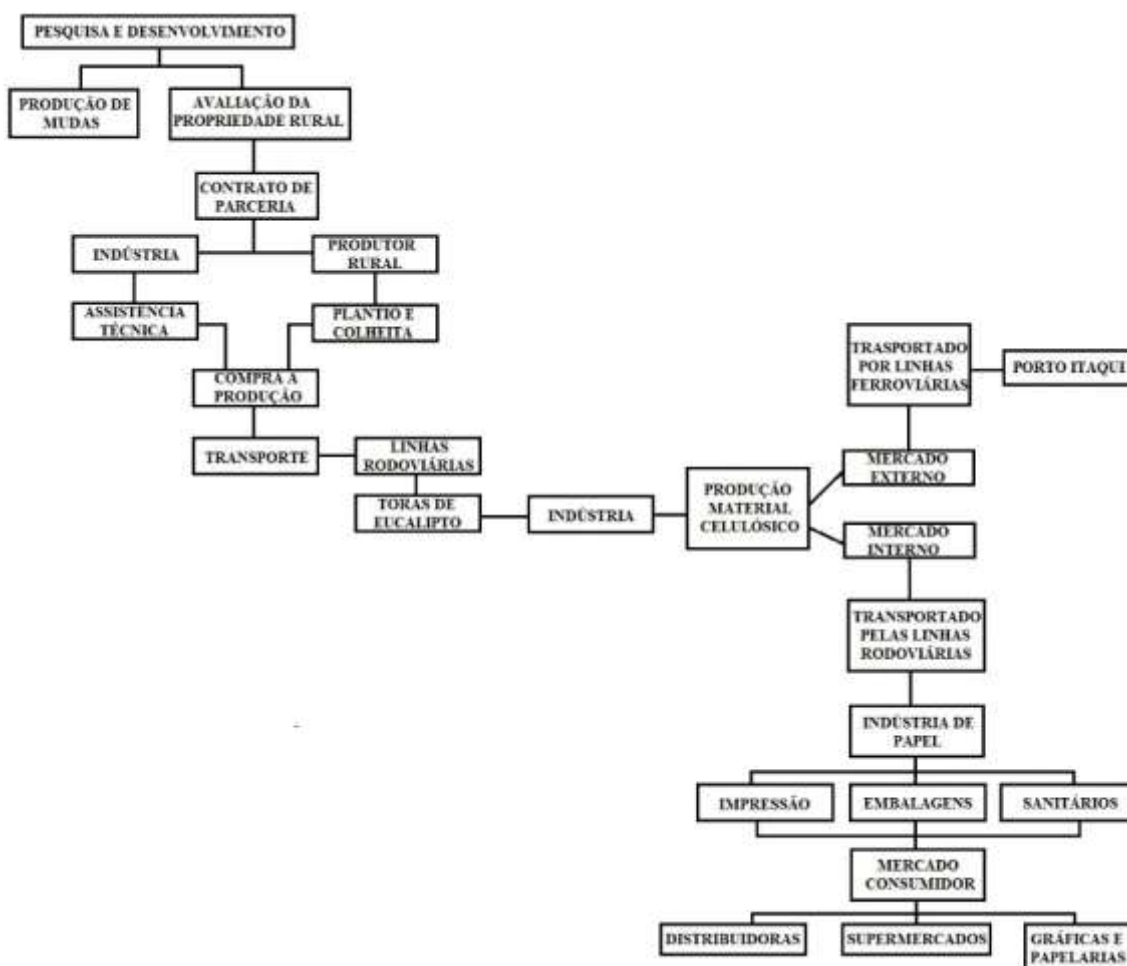 PESQUISA E DESENVOLVIMENTO
PRODUÇÃO DE
MUDAS
AVALIAÇÃO DA
PROPRIEDADE RURAL
CONTRATO DE
PARCERIA
INDÚSTRIA
PRODUTOR
RURAL
ASSISTENCIA
TÉCNICA
PLANTIO E
COLHEITA
COMPRA A
PRODUÇÃO
TRANSPORTE
LINHAS
RODOVIÁRIAS
TORAS DE
EUCALIPTO
INDÚSTRIA
PRODUÇÃO
MATERIAL
CELULÓSICO
MERCADO
EXTERNO
TRASPORTADO
POR LINHAS
FERROVIÁRIAS
PORTO ITAQUI
MERCADO
INTERNO
TRANSPORTADO
PELAS LINHAS
RODOVIÁRIAS
INDÚSTRIA DE
PAPEL
IMPRESSÃO
EMBALAGENS
SANITÁRIOS
MERCADO
CONSUMIDOR
DISTRIBUIDORAS
SUPERMERCADOS
GRÁFICAS E
PAPELARIAS